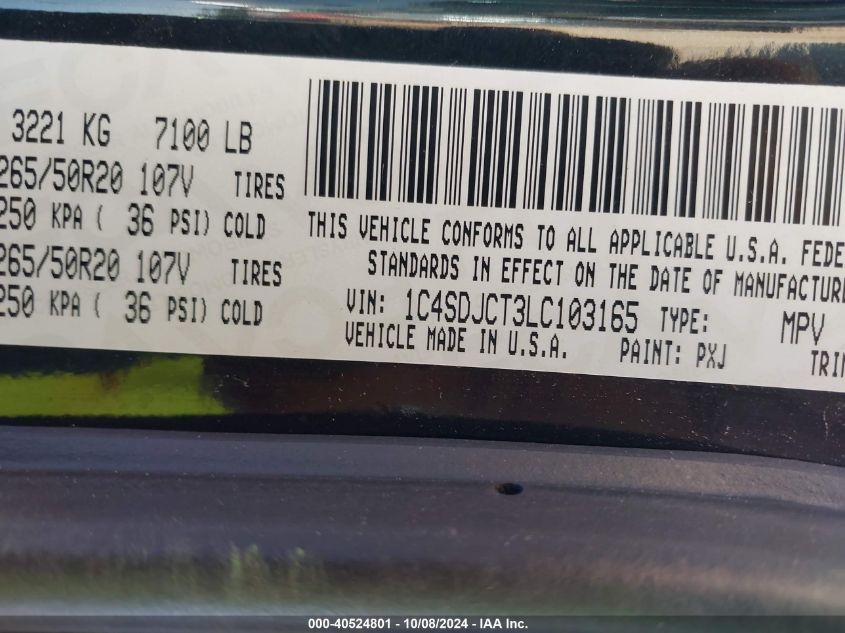 3221 KG 7100 LB
265/50R20 107V TIRES
250 KPA ( 36 PSI) COLD
265/50R20 107V TIRES
250 KPA ( 36 PSI) COLD
THIS VEHICLE CONFORMS TO ALL APPLICABLE U.S.A. FEDE
STANDARDS IN EFFECT ON THE DATE OF MANUFACTUR
VIN: 1C4SDJCT3LC103165 TYPE: MPV
VEHICLE MADE IN U.S.A. PAINT: PXJ TRI
000-40524801 - 10/08/2024 - IAA Inc.